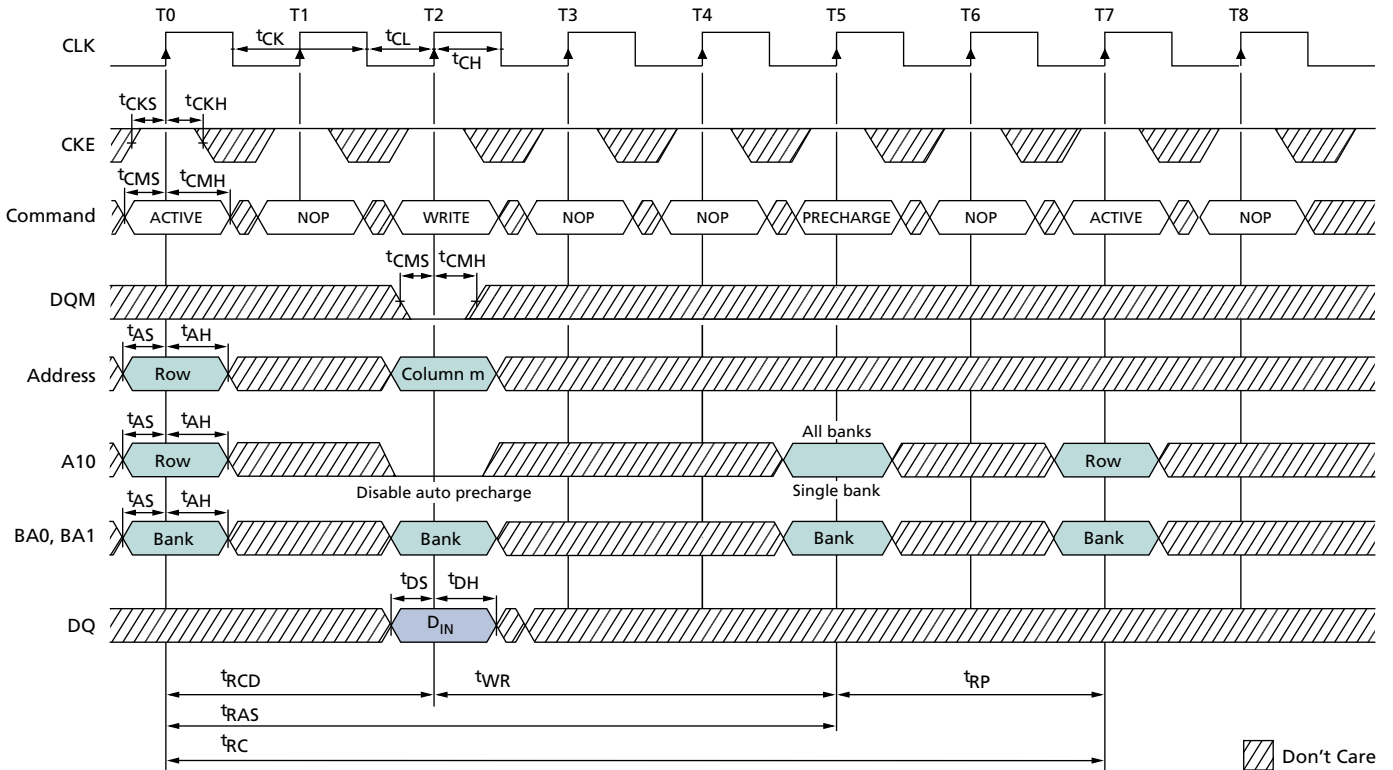 T0 T1 T2 T3 T4 T5 T6 T7 T8
CLK
tCK tCL
tCH
tCKS tCKH
CKE
tCMS tCMH
Command ACTIVE NOP WRITE NOP NOP PRECHARGE NOP ACTIVE NOP
tCMS tCMH
DQM
tAS tAH
Address Row Column m
tAS tAH
All banks
A10 Row Row
Disable auto precharge Single bank
tAS tAH
BA0, BA1 Bank Bank Bank Bank
tDS tDH
DQ DIN
tRCD tWR tRP
tRAS
tRC
Don't Care